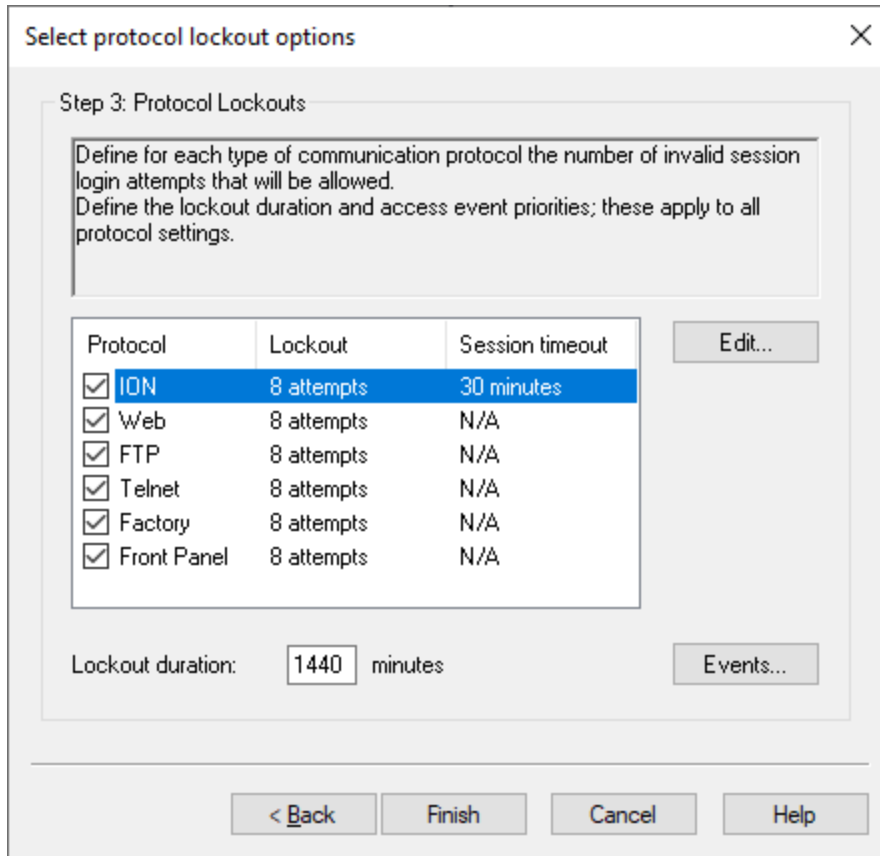 Select protocol lockout options
Step 3: Protocol Lockouts
Define for each type of communication protocol the number of invalid session
login attempts that will be allowed.
Define the lockout duration and access event priorities; these apply to all
protocol settings.
Protocol Lockout Session timeout
ION 8 attempts 30 minutes
Web 8 attempts N/A
FTP 8 attempts N/A
Telnet 8 attempts N/A
Factory 8 attempts N/A
Front Panel 8 attempts N/A
Edit...
Lockout duration: 1440 minutes
Events...
< Back Finish Cancel Help